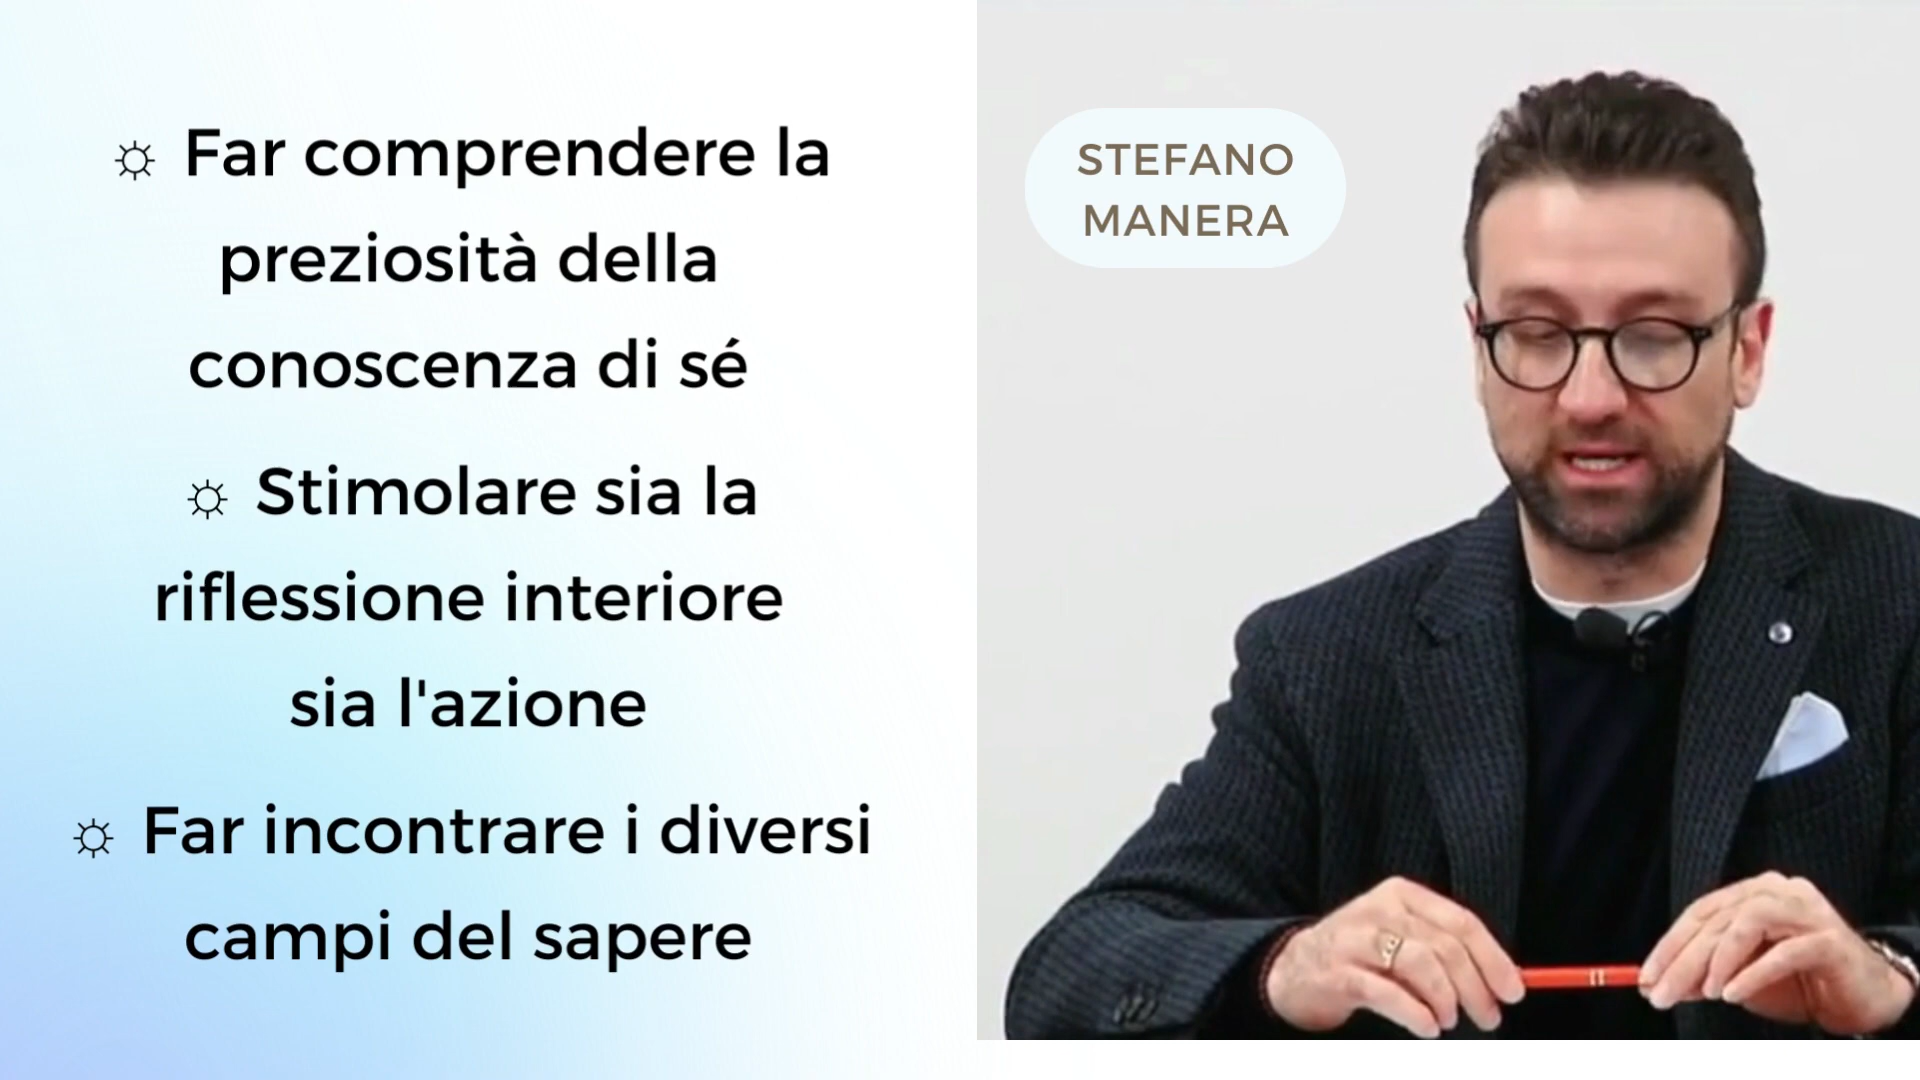 ☼ Far comprendere la
preziosità della
conoscenza di sé
☼ Stimolare sia la
riflessione interiore
sia l'azione
☼ Far incontrare i diversi
campi del sapere
STEFANO
MANERA